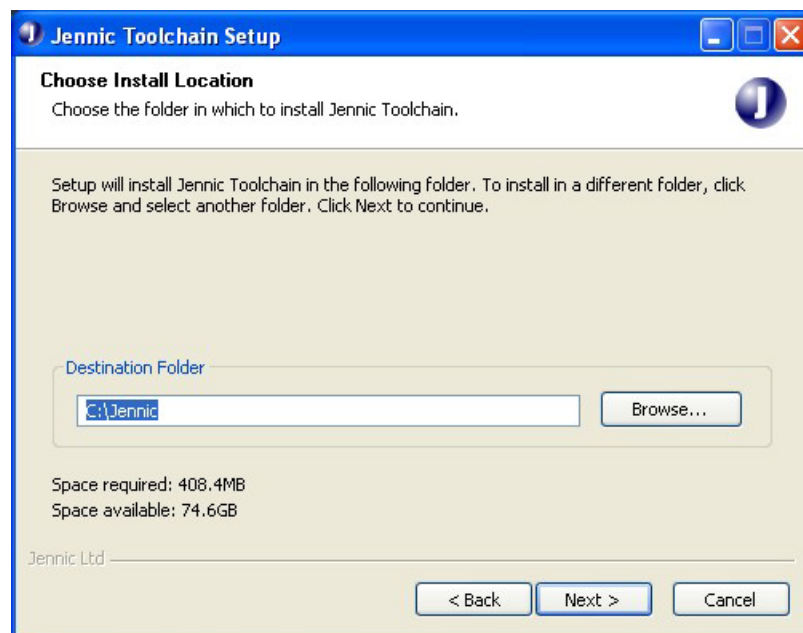 Jennic Toolchain Setup
Choose Install Location
Choose the folder in which to install Jennic Toolchain.
J
Setup will install Jennic Toolchain in the following folder. To install in a different folder, click
Browse and select another folder. Click Next to continue.
Destination Folder
C:\Jennic
Browse...
Space required: 408.4MB
Space available: 74.6GB
Jennic Ltd
< Back
Next >
Cancel